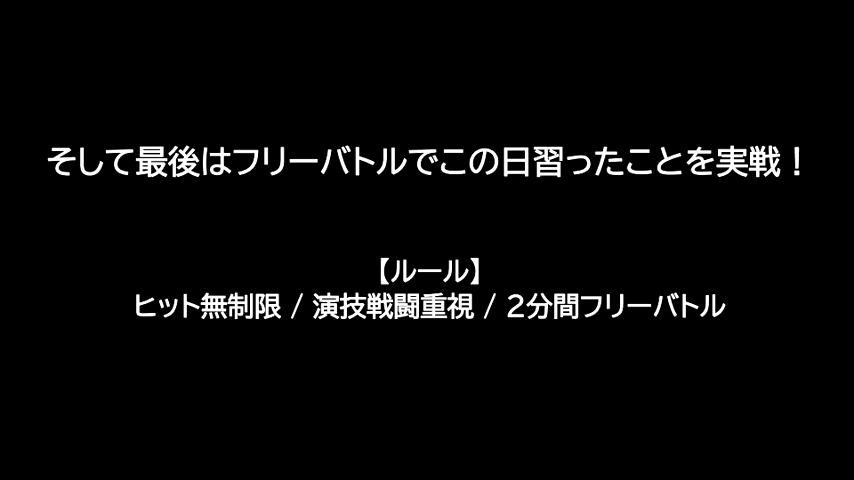 そして最後はフリーバトルでこの日習ったことを実戦！
【ルール】
ヒット無制限 / 演技戦闘重視 / 2分間フリーバトル